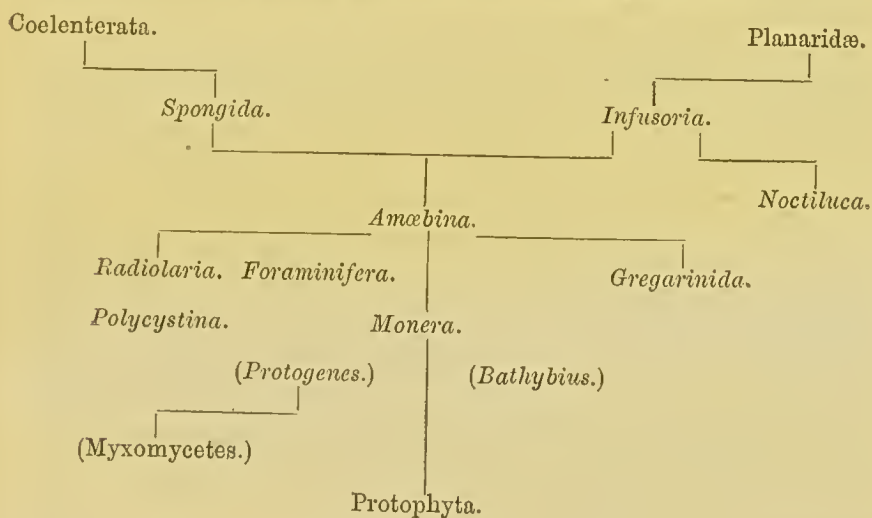 Coelenterata.
Planaridæ.
Spongida.
Infusoria.
Noctiluca.
Amœbina.
Radiolaria. Foraminifera.
Gregarinida.
Polycystina.
Monera.
(Protogenes.)
(Bathybius.)
(Myxomycetes.)
Protophyta.